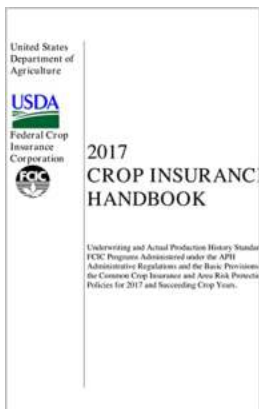 United States
Department of
Agriculture
USDA
Federal Crop
Insurance
Corporation
FCIC
2017
CROP INSURANC
HANDBOOK
Underwriting and Actual Production History Standar
FCIC Programs Administered under the APH
Administrative Regulations and the Basic Provisions
the Common Crop Insurance and Area Risk Protecti
Policies for 2017 and Succeeding Crop Years.